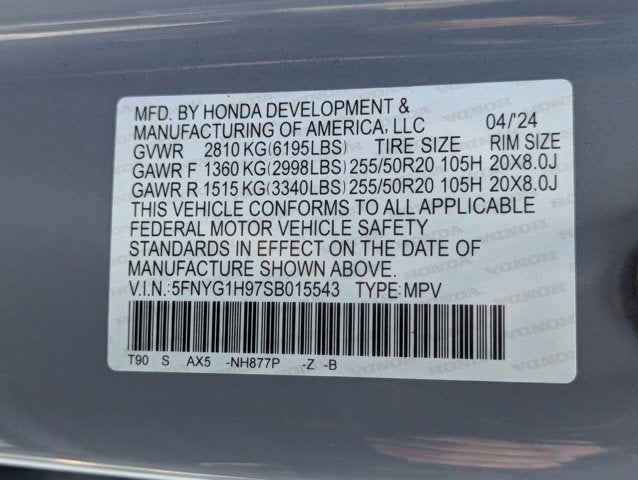 MFD. BY HONDA DEVELOPMENT &
MANUFACTURING OF AMERICA, LLC 04/'24
GVWR 2810 KG(6195LBS) TIRE SIZE RIM SIZE
GAWR F 1360 KG(2998LBS) 255/50R20 105H 20X8.0J
GAWR R 1515 KG(3340LBS) 255/50R20 105H 20X8.0J
THIS VEHICLE CONFORMS TO ALL APPLICABLE
FEDERAL MOTOR VEHICLE SAFETY
STANDARDS IN EFFECT ON THE DATE OF
MANUFACTURE SHOWN ABOVE.
V.I.N.:5FNYG1H97SB015543 TYPE:MPV
T90 S AX5 -NH877P -Z -B